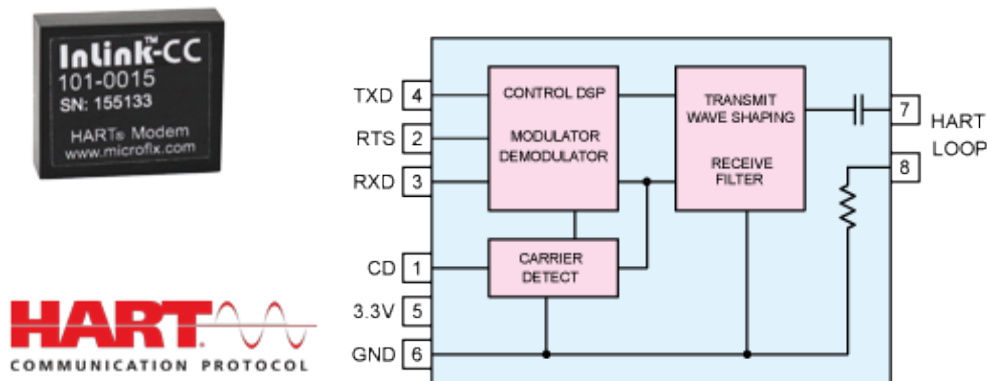 InLink™-CC
101-0015
SN: 155133
HART® Modem
www.microflx.com
HART
COMMUNICATION PROTOCOL
TXD 4
RTS 2
RXD 3
CD 1
3.3V 5
GND 6
CONTROL DSP
MODULATOR
DEMODULATOR
CARRIER
DETECT
TRANSMIT
WAVE SHAPING
RECEIVE
FILTER
7
8
HART
LOOP